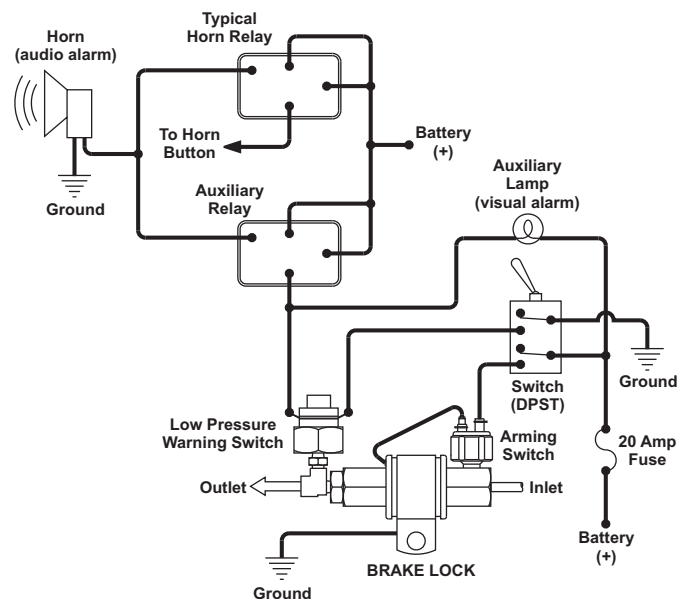 Typical
Horn Relay
Horn
(audio alarm)
To Horn
Button
Battery
(+)
Ground
Auxiliary
Relay
Auxiliary
Lamp
(visual alarm)
Ground
Switch
(DPST)
Low Pressure
Warning Switch
Arming
Switch
20 Amp
Fuse
Outlet
Inlet
Battery
(+)
BRAKE LOCK
Ground